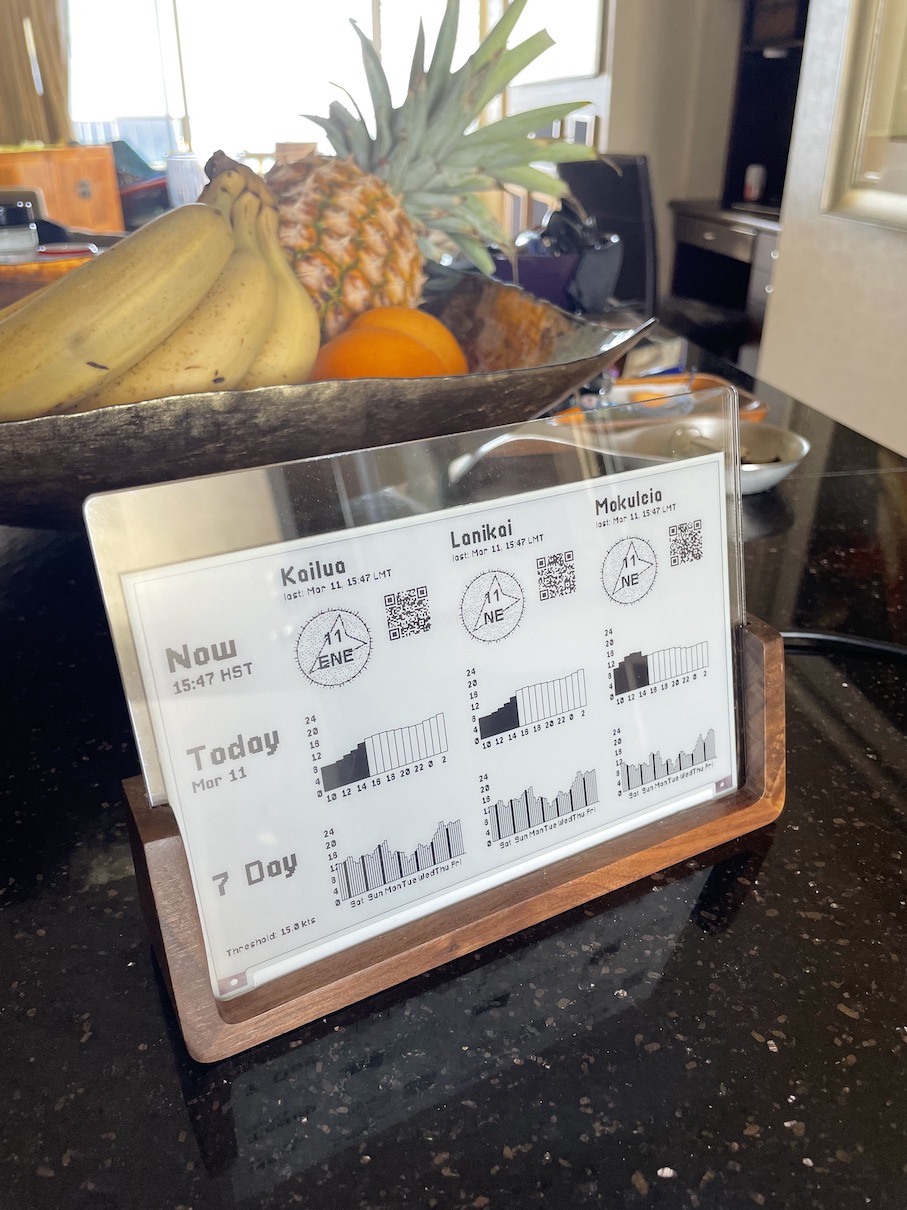 Kailua
last: Mar 11, 15:47 LMT
Lanikai
last: Mar 11, 15:47 LMT
Mokuleia
last: Mar 11, 15:47 LMT
Now
15:47 HST
11
ENE
11
NE
11
NE
Today
Mar 11
24
20
16
12
8
4
0
10 12 14 16 18 20 22 0 2
24
20
16
12
8
4
0
10 12 14 16 18 20 22 0 2
24
20
16
12
8
4
0
10 12 14 16 18 20 22 0 2
7 Day
24
20
16
12
8
4
0
Sat Sun Mon Tue Wed Thu Fri
24
20
16
12
8
4
0
Sat Sun Mon Tue Wed Thu Fri
24
20
16
12
8
4
0
Sat Sun Mon Tue Wed Thu Fri
Threshold: 15.0 kts